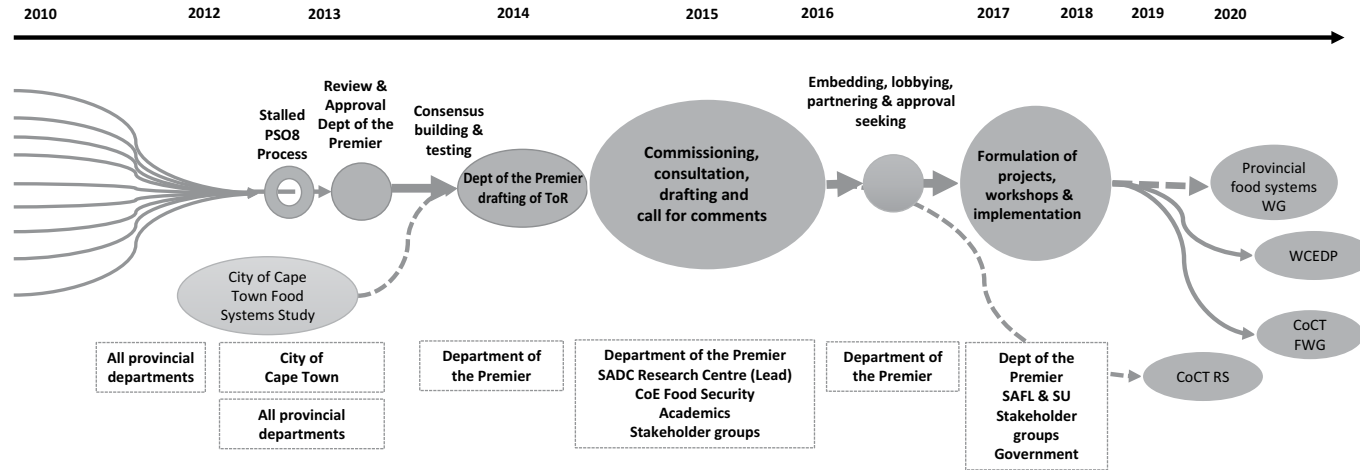 2010 2012 2013 2014 2015 2016 2017 2018 2019 2020
Stalled
PSO8
Process
Review &
Approval
Dept of the
Premier
Consensus
building &
testing
Dept of the Premier
drafting of ToR
Commissioning,
consultation,
drafting and
call for comments
Embedding, lobbying,
partnering & approval
seeking
Formulation of
projects,
workshops &
implementation
Provincial
food systems
WG
WCEDP
CoCT
FWG
CoCT RS
City of Cape
Town Food
Systems Study
All provincial
departments
City of
Cape Town
All provincial
departments
Department of
the Premier
Department of the Premier
SADC Research Centre (Lead)
CoE Food Security
Academics
Stakeholder groups
Department of
the Premier
Dept of the
Premier
SAFL & SU
Stakeholder
groups
Government